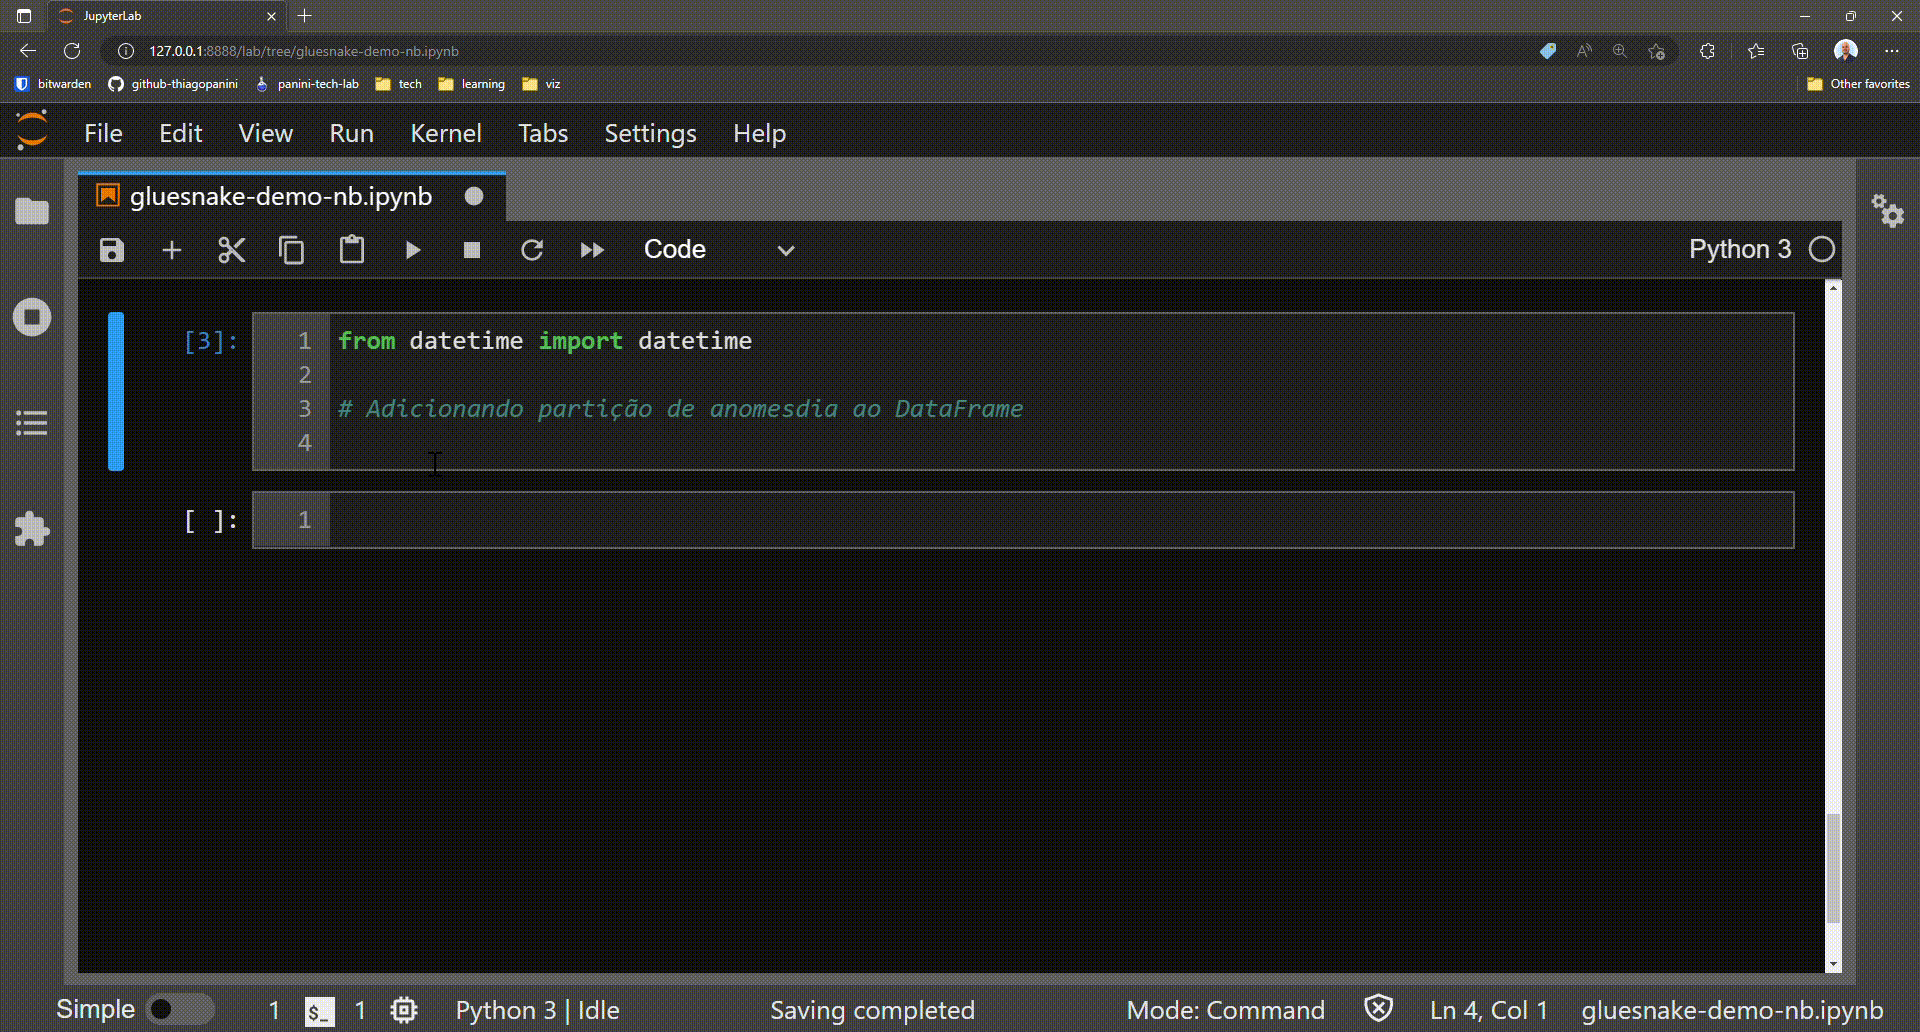 JupyterLab
127.0.0.1:8888/lab/tree/gluesnake-demo-nb.ipynb
bitwarden github-thiagopanini panini-tech-lab tech learning viz Other favorites
File Edit View Run Kernel Tabs Settings Help
gluesnake-demo-nb.ipynb
Code Python 3
[3]: 1 from datetime import datetime
2
3 # Adicionando partição de anomesdia ao DataFrame
4
[ ]: 1
Simple 1 $_ 1 Python 3 | Idle Saving completed Mode: Command Ln 4, Col 1 gluesnake-demo-nb.ipynb